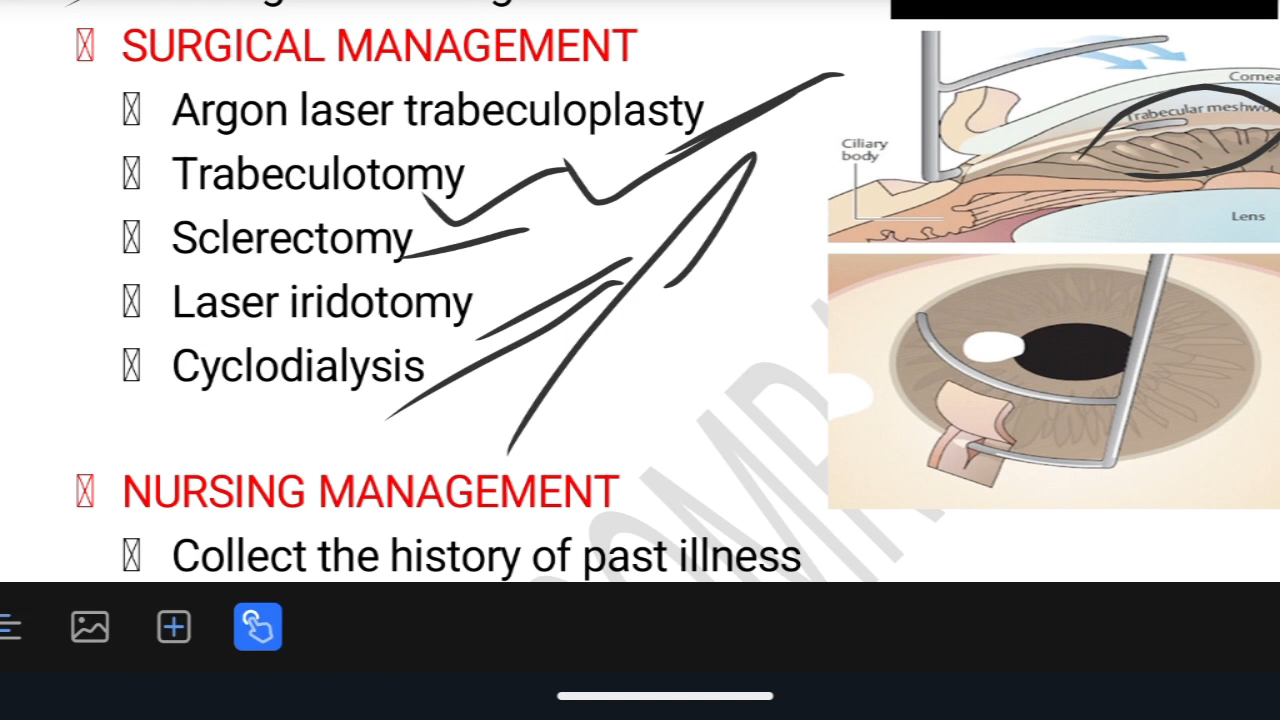 SURGICAL MANAGEMENT
Argon laser trabeculoplasty
Trabeculotomy
Sclerectomy
Laser iridotomy
Cyclodialysis
NURSING MANAGEMENT
Collect the history of past illness
Cornea
Trabecular
Ciliary
body
Lens